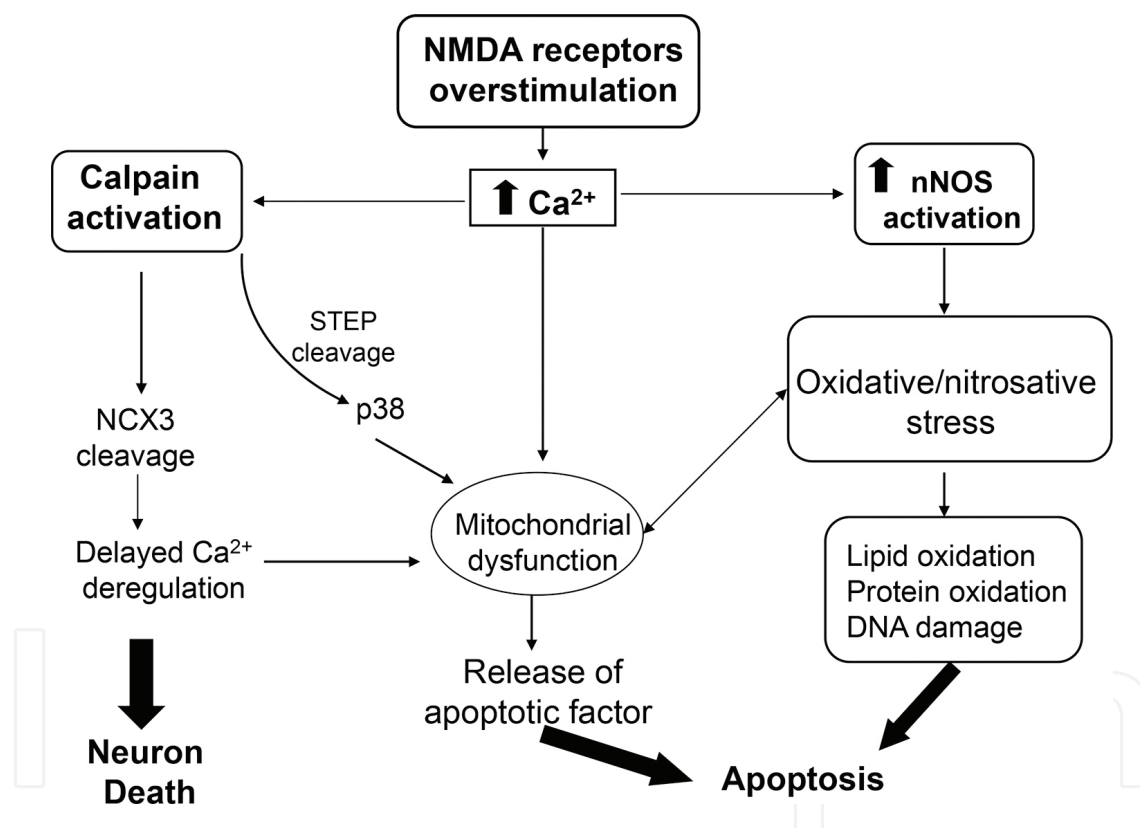 NMDA receptors
overstimulation
Calpain
activation
Ca²⁺
nNOS
activation
STEP
cleavage
p38
NCX3
cleavage
Oxidative/nitrosative
stress
Mitochondrial
dysfunction
Delayed Ca²⁺
deregulation
Lipid oxidation
Protein oxidation
DNA damage
Release of
apoptotic factor
Neuron
Death
Apoptosis